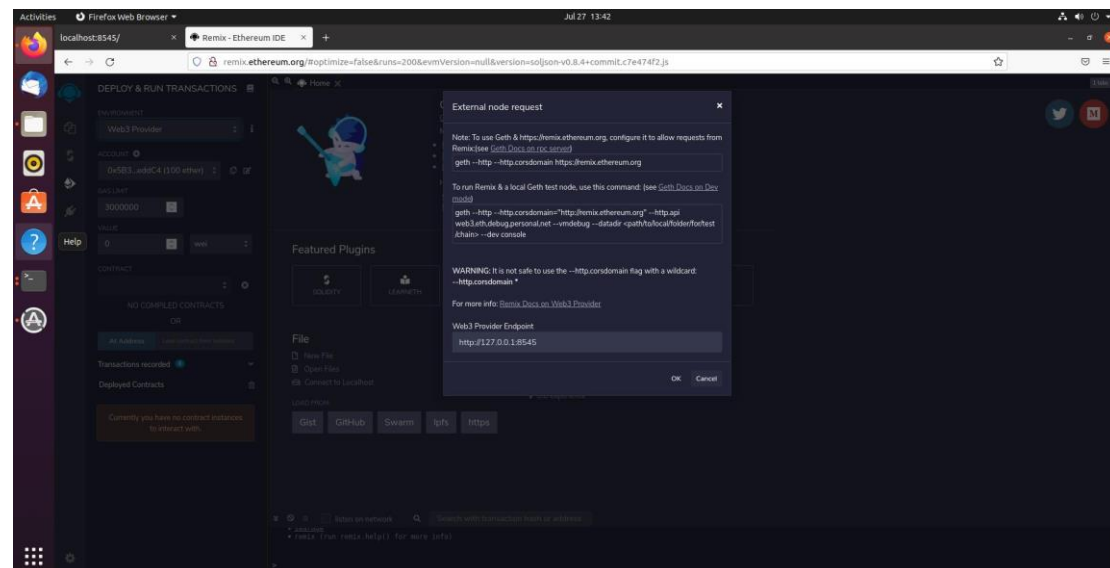 Activities
Firefox Web Browser
Jul 27 13:42
localhost:8545/
Remix - Ethereum IDE
remix.ethereum.org/#optimize=false&runs=200&evmVersion=null&version=soljson-v0.8.4+commit.c7e474f2.js
DEPLOY & RUN TRANSACTIONS
Home
ENVIRONMENT
Web3 Provider
ACCOUNT
0x5B3...eddC4 (100 ether)
GAS LIMIT
3000000
VALUE
0
wei
CONTRACT
NO COMPILED CONTRACTS
OR
At Address
Transactions recorded
Deployed Contracts
Currently you have no contract instances
to interact with.
Help
Featured Plugins
SOLIDITY
LEARNETH
File
New File
Open Files
Connect to Localhost
LOAD FROM:
Gist
GitHub
Swarm
Ipfs
https
External node request
Note: To use Geth & https://remix.ethereum.org, configure it to allow requests from
Remix:(see Geth Docs on rpc server)
geth --http --http.corsdomain https://remix.ethereum.org
To run Remix & a local Geth test node, use this command: (see Geth Docs on Dev
mode)
geth --http --http.corsdomain="http://remix.ethereum.org" --http.api
web3,eth,debug,personal,net --vmdebug --datadir <path/to/local/folder/for/test
/chain> --dev console
WARNING: It is not safe to use the --http.corsdomain flag with a wildcard:
--http.corsdomain *
For more info: Remix Docs on Web3 Provider
Web3 Provider Endpoint
http://127.0.0.1:8545
OK
Cancel
listen on network
Search with transaction hash or address
• remix (run remix.help() for more info)
>